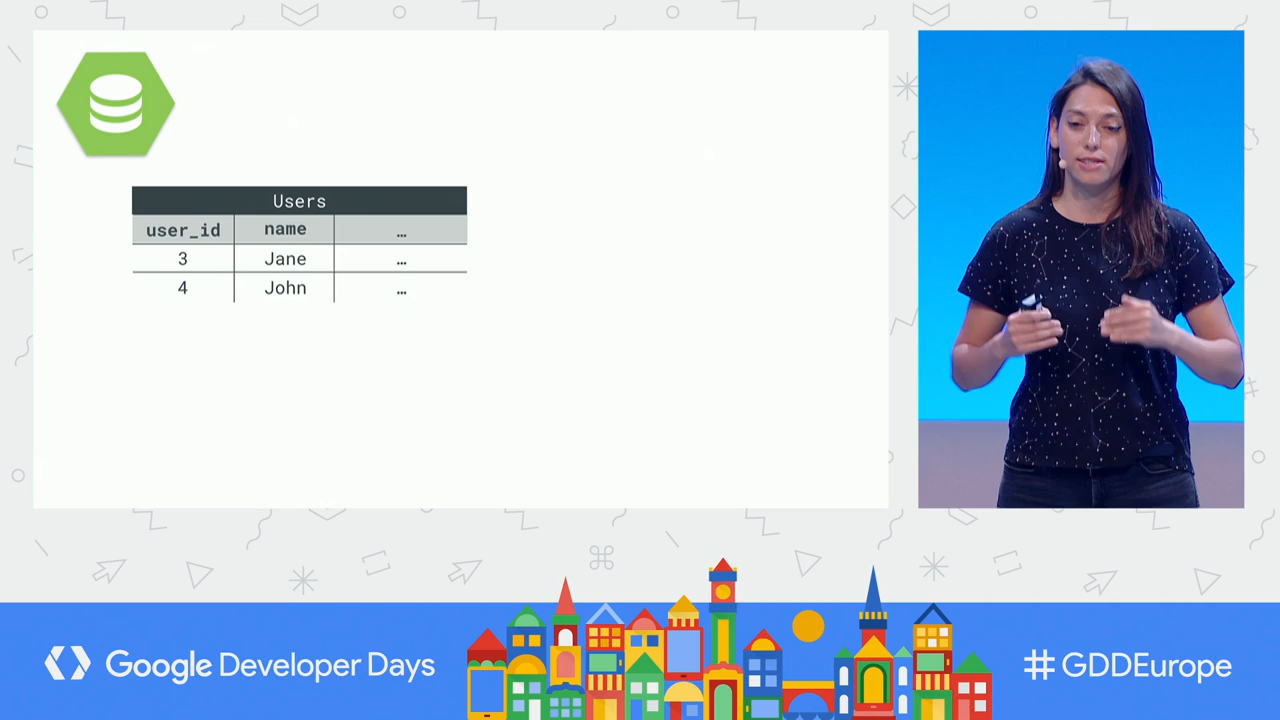 Users
user_id name …
3 Jane …
4 John …
Google Developer Days
#GDDEurope